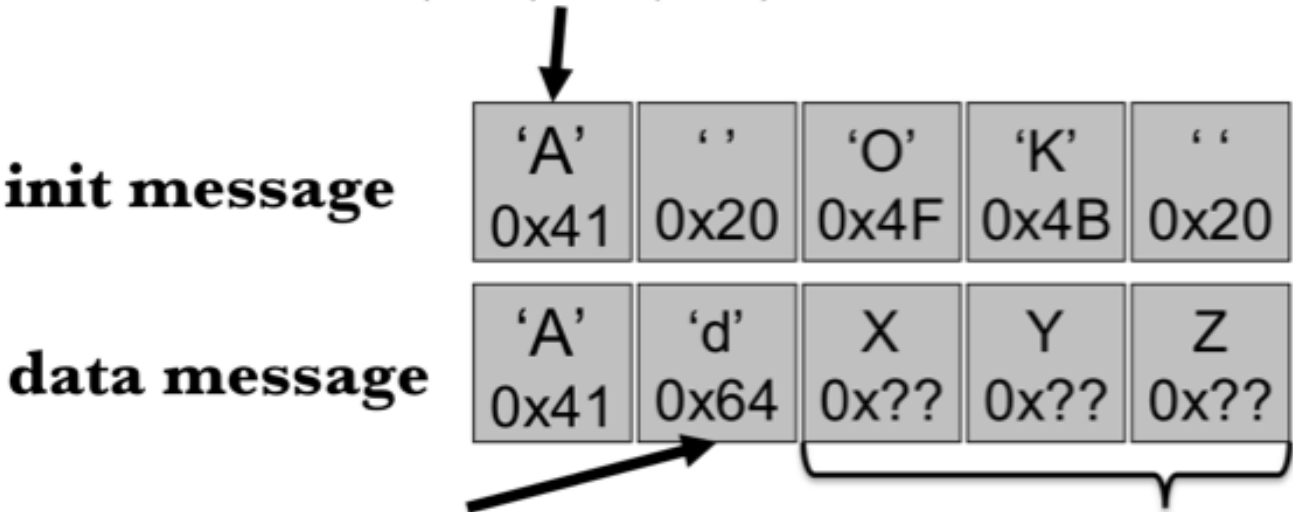 ‘A’ ‘ ’ ‘O’ ‘K’ ‘ ‘
init message
0x41 0x20 0x4F 0x4B 0x20
‘A’ ‘d’ X Y Z
data message
0x41 0x64 0x?? 0x?? 0x??